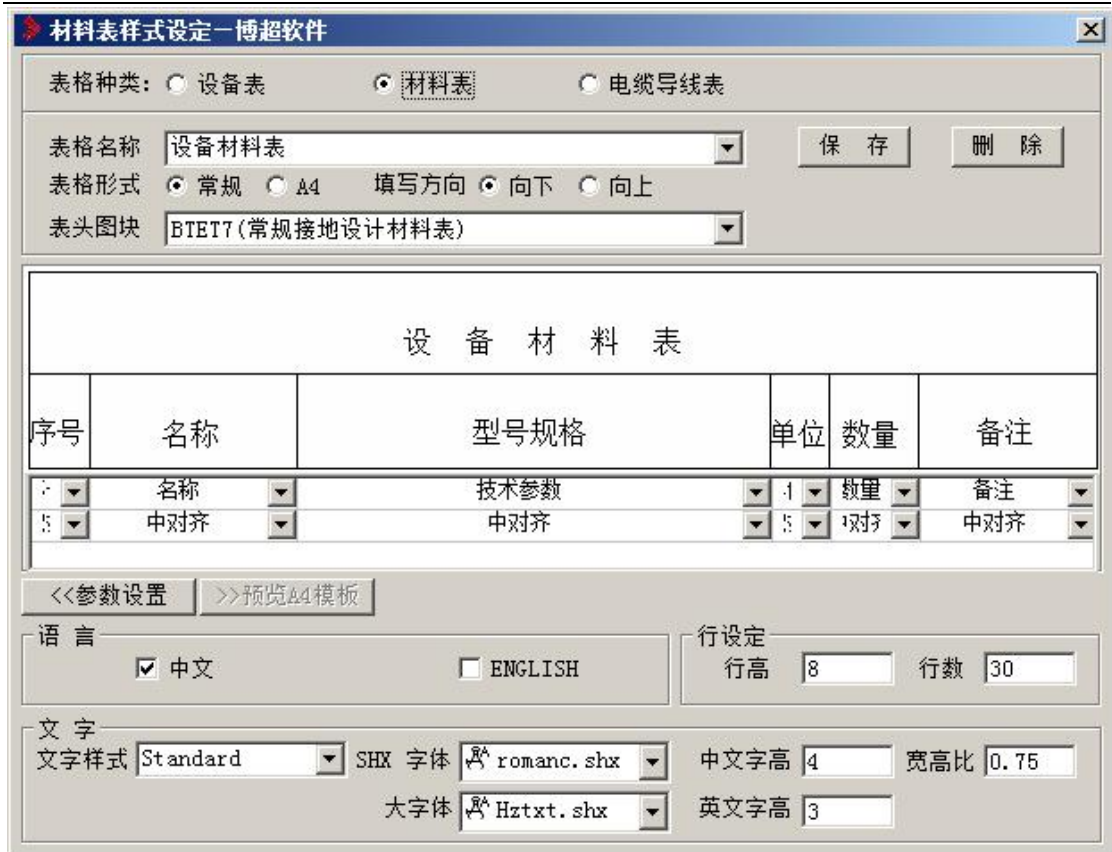 材料表样式设定－博超软件
表格种类: 设备表 材料表 电缆导线表
表格名称 设备材料表 保 存 删 除
表格形式 常规 A4 填写方向 向下 向上
表头图块 BTET7(常规接地设计材料表)
设 备 材 料 表
序号 名称 型号规格 单位 数量 备注
名称 技术参数 数量 备注
中对齐 中对齐 中对齐
<<参数设置 >>预览A4模板
语 言 行设定
中文 ENGLISH 行高 8 行数 30
文 字
文字样式 Standard SHX 字体 romanc.shx 中文字高 4 宽高比 0.75
大字体 Hztxt.shx 英文字高 3